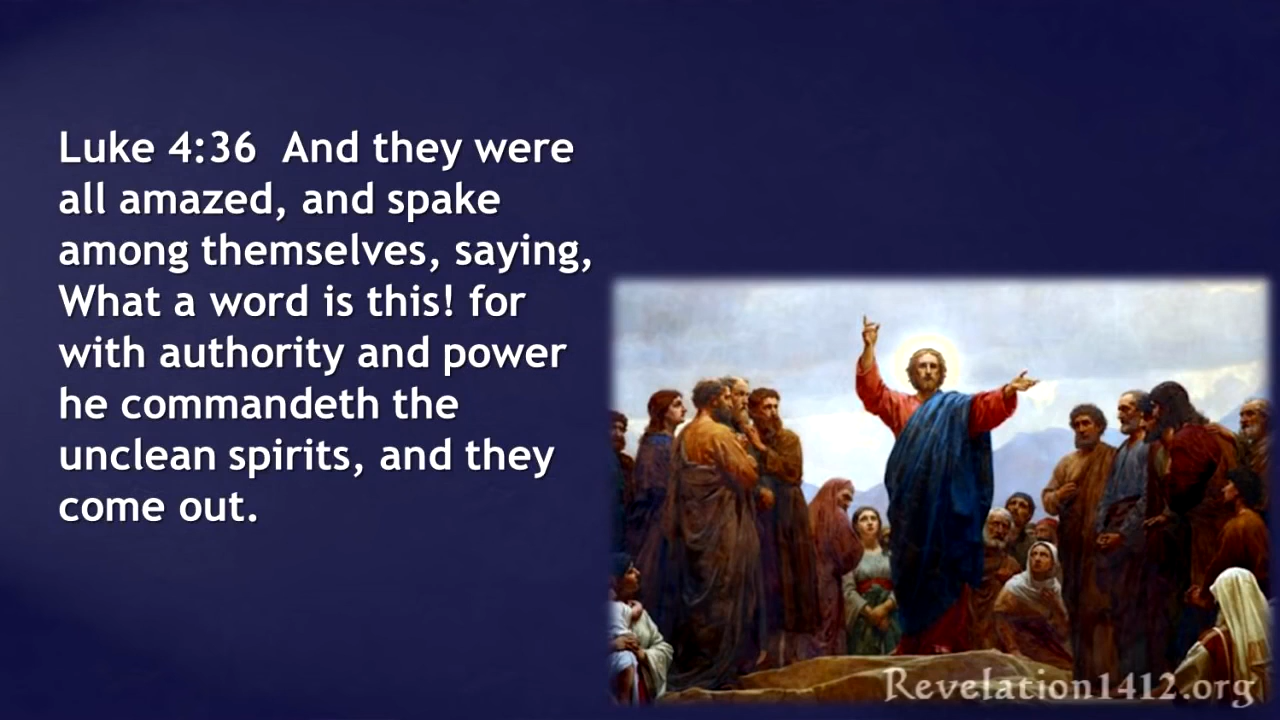 Luke 4:36  And they were
all amazed, and spake
among themselves, saying,
What a word is this! for
with authority and power
he commandeth the
unclean spirits, and they
come out.
Revelation1412.org